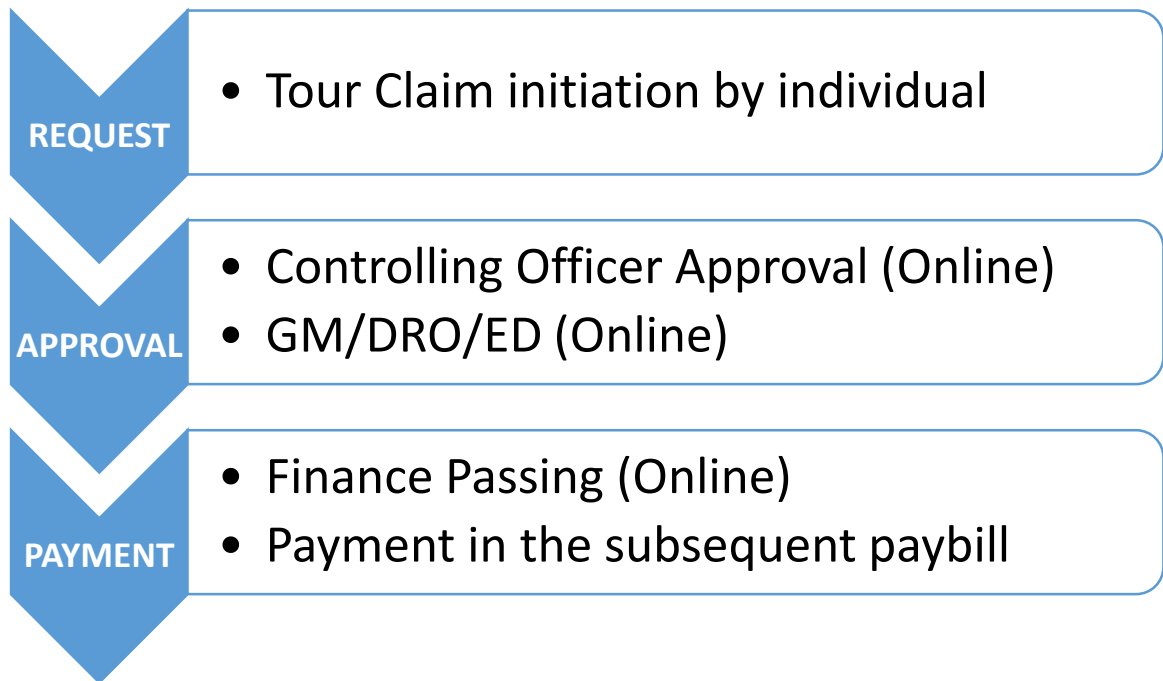 REQUEST
• Tour Claim initiation by individual
APPROVAL
• Controlling Officer Approval (Online)
• GM/DRO/ED (Online)
PAYMENT
• Finance Passing (Online)
• Payment in the subsequent paybill